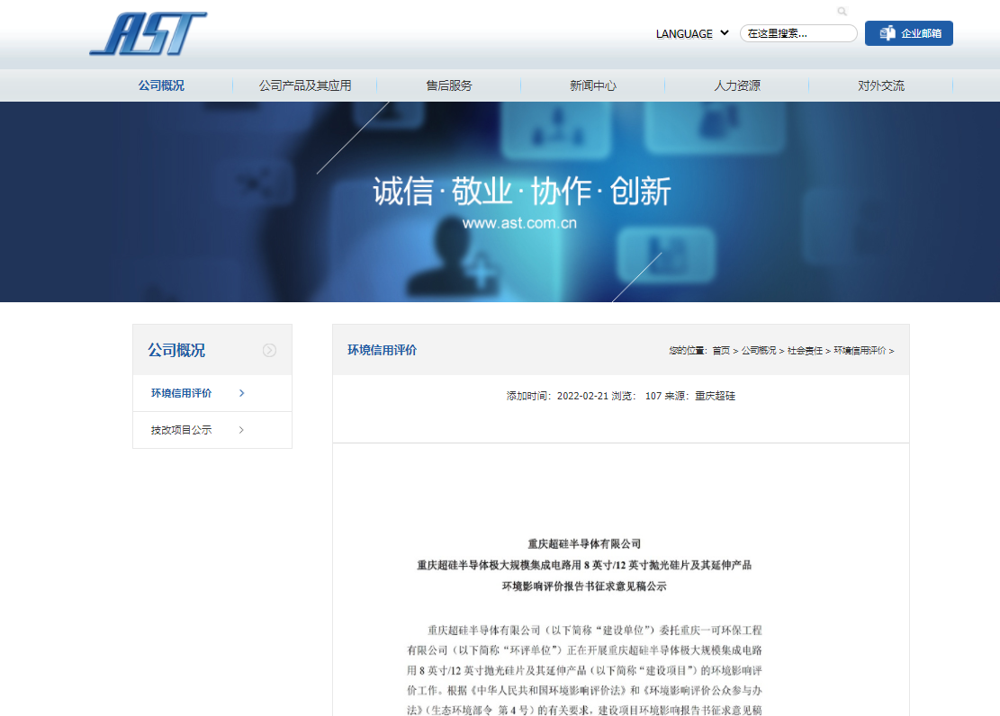 AST
LANGUAGE
在这里搜索...
企业邮箱
公司概况
公司产品及其应用
售后服务
新闻中心
人力资源
对外交流
诚信·敬业·协作·创新
www.ast.com.cn
公司概况
环境信用评价
技改项目公示
环境信用评价
您的位置：首页 > 公司概况 > 社会责任 > 环境信用评价 >
添加时间：2022-02-21 浏览： 107 来源：重庆超硅
重庆超硅半导体有限公司
重庆超硅半导体极大规模集成电路用 8 英寸/12 英寸抛光硅片及其延伸产品
环境影响评价报告书征求意见稿公示
重庆超硅半导体有限公司（以下简称“建设单位”）委托重庆一可环保工程
有限公司（以下简称“环评单位”）正在开展重庆超硅半导体极大规模集成电路
用 8 英寸/12 英寸抛光硅片及其延伸产品（以下简称“建设项目”）的环境影响评
价工作。根据《中华人民共和国环境影响评价法》和《环境影响评价公众参与办
法》（生态环境部令 第 4 号）的有关要求，建设项目环境影响报告书征求意见稿